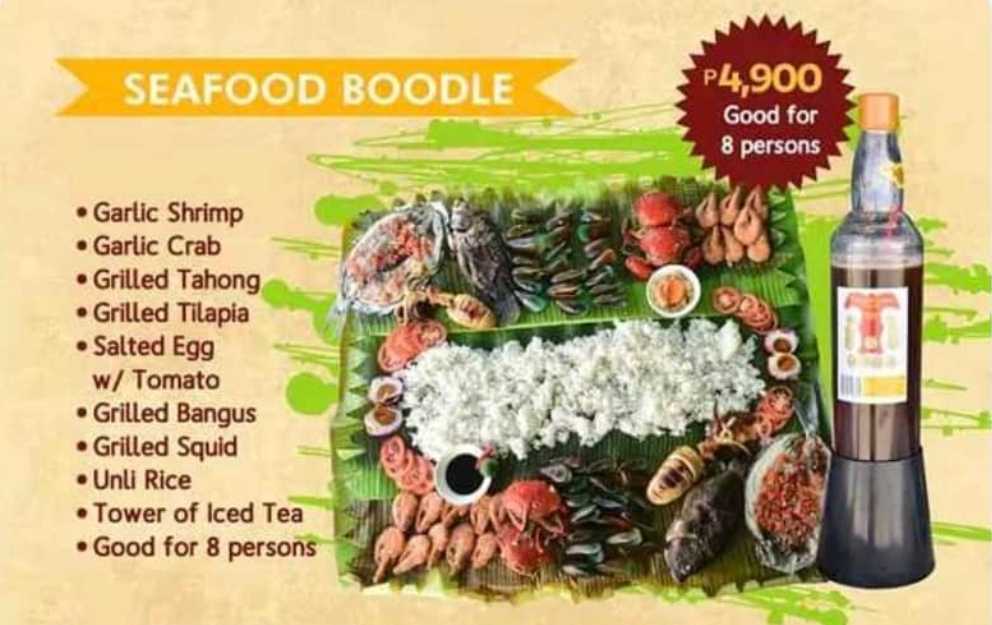 SEAFOOD BOODLE
₱4,900
Good for
8 persons
• Garlic Shrimp
• Garlic Crab
• Grilled Tahong
• Grilled Tilapia
• Salted Egg
w/ Tomato
• Grilled Bangus
• Grilled Squid
• Unli Rice
• Tower of Iced Tea
• Good for 8 persons